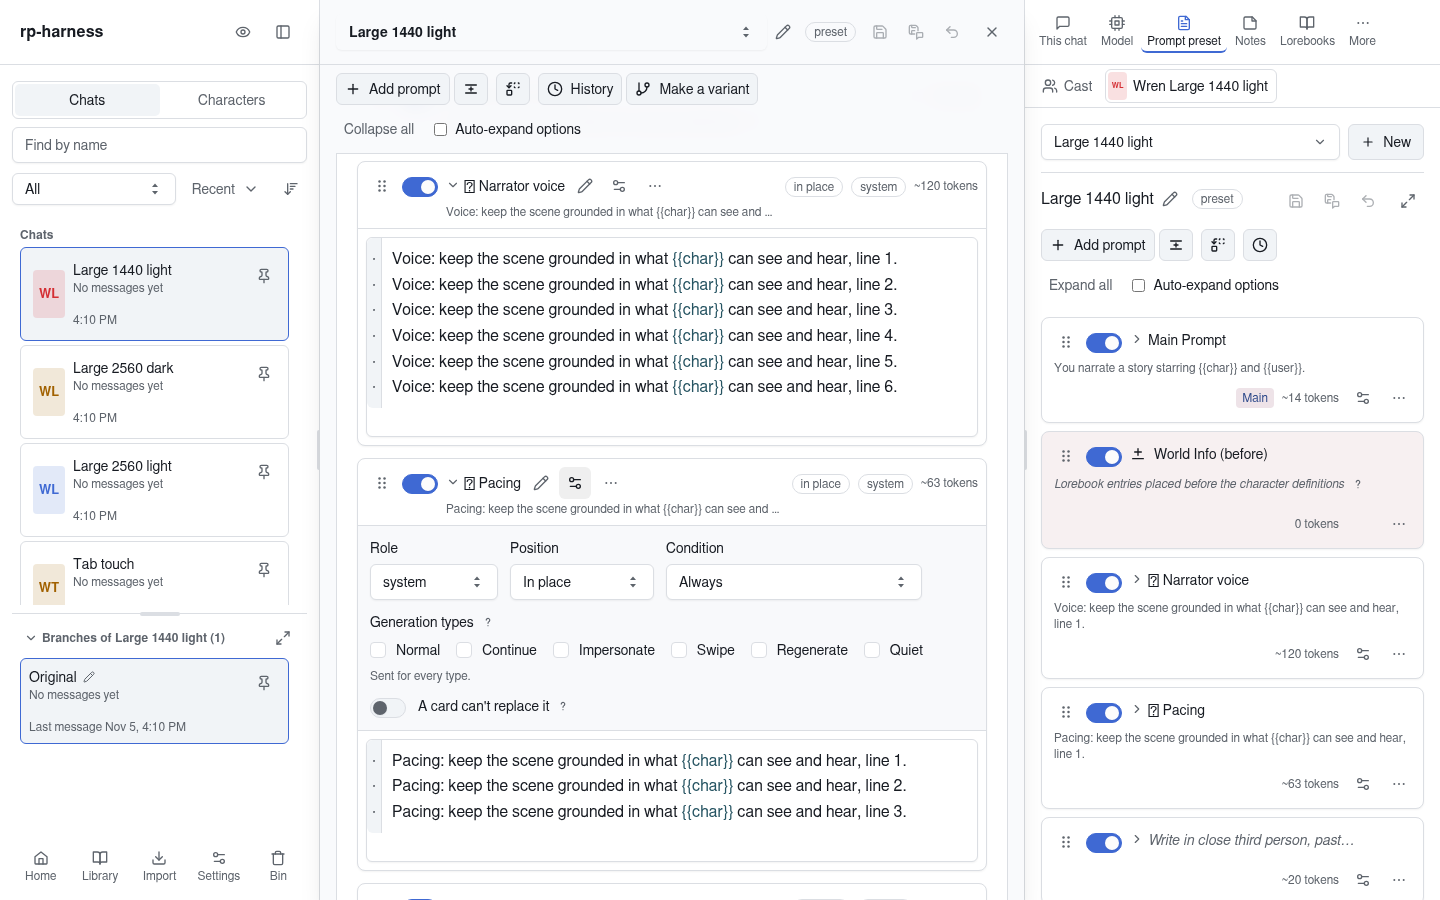 rp-harness
Chats
Characters
Find by name
All
Recent
Chats
WL
Large 1440 light
No messages yet
4:10 PM
WL
Large 2560 dark
No messages yet
4:10 PM
WL
Large 2560 light
No messages yet
4:10 PM
WT
Tab touch
No messages yet
Branches of Large 1440 light (1)
Original
No messages yet
Last message Nov 5, 4:10 PM
Home
Library
Import
Settings
Bin
Large 1440 light
preset
Add prompt
History
Make a variant
Collapse all
Auto-expand options
Narrator voice
in place
system
~120 tokens
Voice: keep the scene grounded in what {{char}} can see and ...
Voice: keep the scene grounded in what {{char}} can see and hear, line 1.
Voice: keep the scene grounded in what {{char}} can see and hear, line 2.
Voice: keep the scene grounded in what {{char}} can see and hear, line 3.
Voice: keep the scene grounded in what {{char}} can see and hear, line 4.
Voice: keep the scene grounded in what {{char}} can see and hear, line 5.
Voice: keep the scene grounded in what {{char}} can see and hear, line 6.
Pacing
in place
system
~63 tokens
Pacing: keep the scene grounded in what {{char}} can see and ...
Role
Position
Condition
system
In place
Always
Generation types ?
Normal
Continue
Impersonate
Swipe
Regenerate
Quiet
Sent for every type.
A card can't replace it ?
Pacing: keep the scene grounded in what {{char}} can see and hear, line 1.
Pacing: keep the scene grounded in what {{char}} can see and hear, line 2.
Pacing: keep the scene grounded in what {{char}} can see and hear, line 3.
This chat
Model
Prompt preset
Notes
Lorebooks
More
Cast
WL
Wren Large 1440 light
Large 1440 light
New
Large 1440 light
preset
Add prompt
Expand all
Auto-expand options
Main Prompt
You narrate a story starring {{char}} and {{user}}.
Main
~14 tokens
World Info (before)
Lorebook entries placed before the character definitions ?
0 tokens
Narrator voice
Voice: keep the scene grounded in what {{char}} can see and hear,
line 1.
~120 tokens
Pacing
Pacing: keep the scene grounded in what {{char}} can see and hear,
line 1.
~63 tokens
Write in close third person, past...
~20 tokens